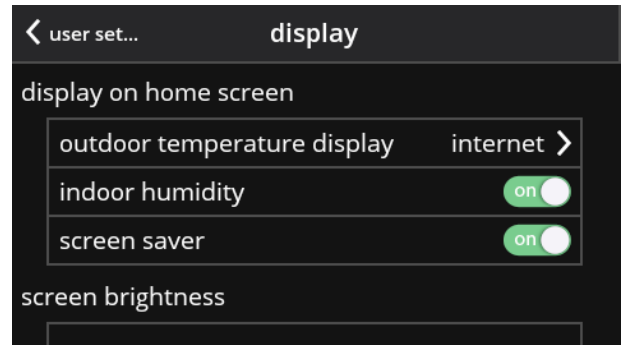 user set... display
display on home screen
outdoor temperature display internet
indoor humidity on
screen saver on
screen brightness